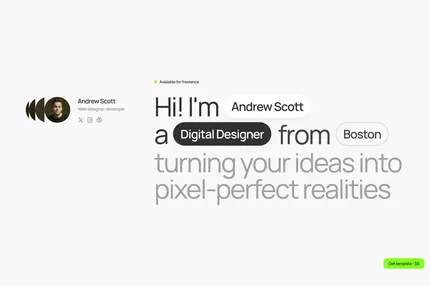 Available for freelance
Andrew Scott
Web designer, developer
Hi! I'm Andrew Scott
a Digital Designer from Boston
turning your ideas into
pixel-perfect realities
Get template - $0